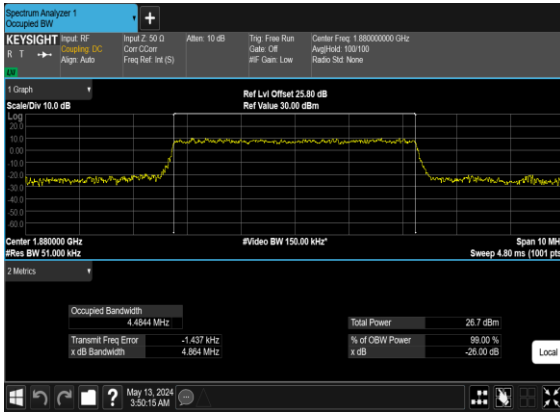 Spectrum Analyzer 1
Occupied BW
+
KEYSIGHT
R T
LV
Input: RF
Coupling: DC
Align: Auto
Input Z: 50 Ω
Corr CCorr
Freq Ref: Int (S)
Atten: 10 dB
Trig: Free Run
Gate: Off
#IF Gain: Low
Center Freq: 1.880000000 GHz
Avg|Hold: 100/100
Radio Std: None
1 Graph
Scale/Div 10.0 dB
Ref Lvl Offset 25.80 dB
Ref Value 30.00 dBm
Log
20.0
10.0
0.00
-10.0
-20.0
-30.0
-40.0
-50.0
-60.0
Center 1.880000 GHz
#Res BW 51.000 kHz
#Video BW 150.00 kHz*
Span 10 MH
Sweep 4.80 ms (1001 pts
2 Metrics
Occupied Bandwidth
4.4844 MHz
Transmit Freq Error -1.437 kHz
x dB Bandwidth 4.864 MHz
Total Power 26.7 dBm
% of OBW Power 99.00 %
x dB -26.00 dB
Local
?
May 13, 2024
3:50:15 AM